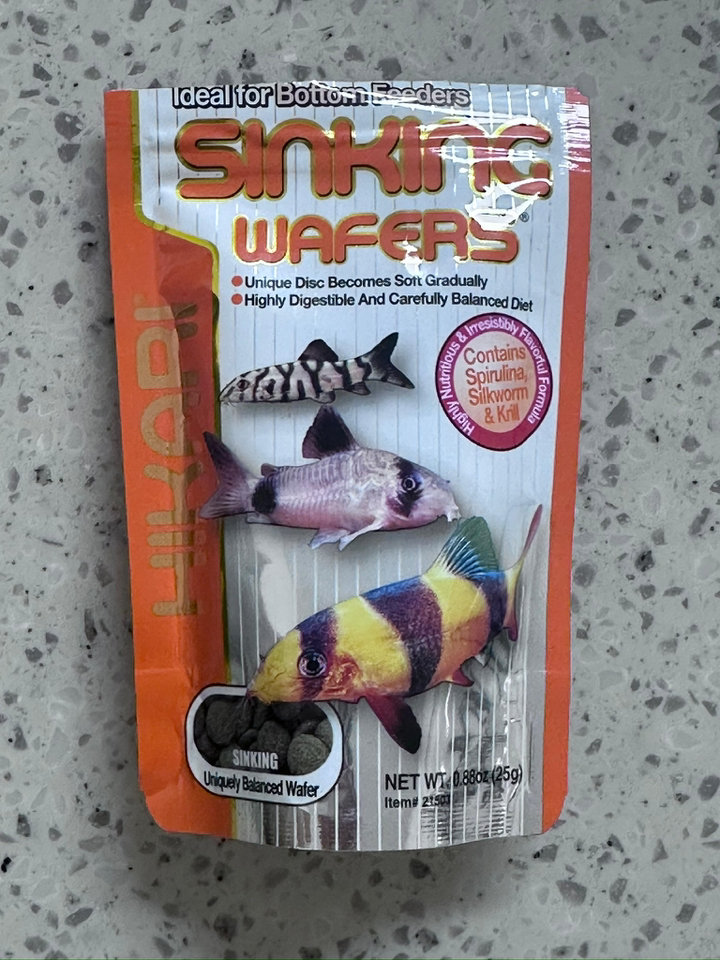 Ideal for Bottom Feeders
SINKING
WAFERS®
Unique Disc Becomes Soft Gradually
Highly Digestible And Carefully Balanced Diet
HIKARI
Highly Nutritious & Irresistibly Flavorful Formula
Contains
Spirulina,
Silkworm
& Krill
SINKING
Uniquely Balanced Wafer
NET WT. 0.88oz (25g)
Item#